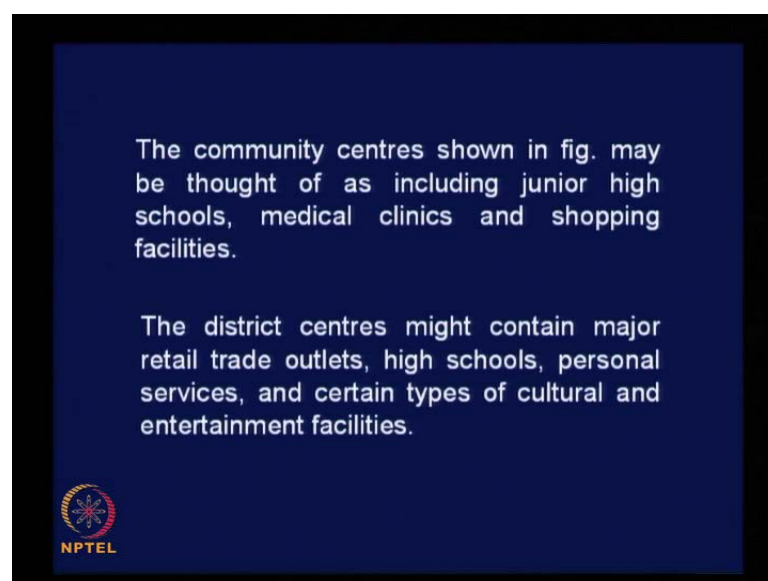 The community centres shown in fig. may
be thought of as including junior high
schools, medical clinics and shopping
facilities.
The district centres might contain major
retail trade outlets, high schools, personal
services, and certain types of cultural and
entertainment facilities.
NPTEL